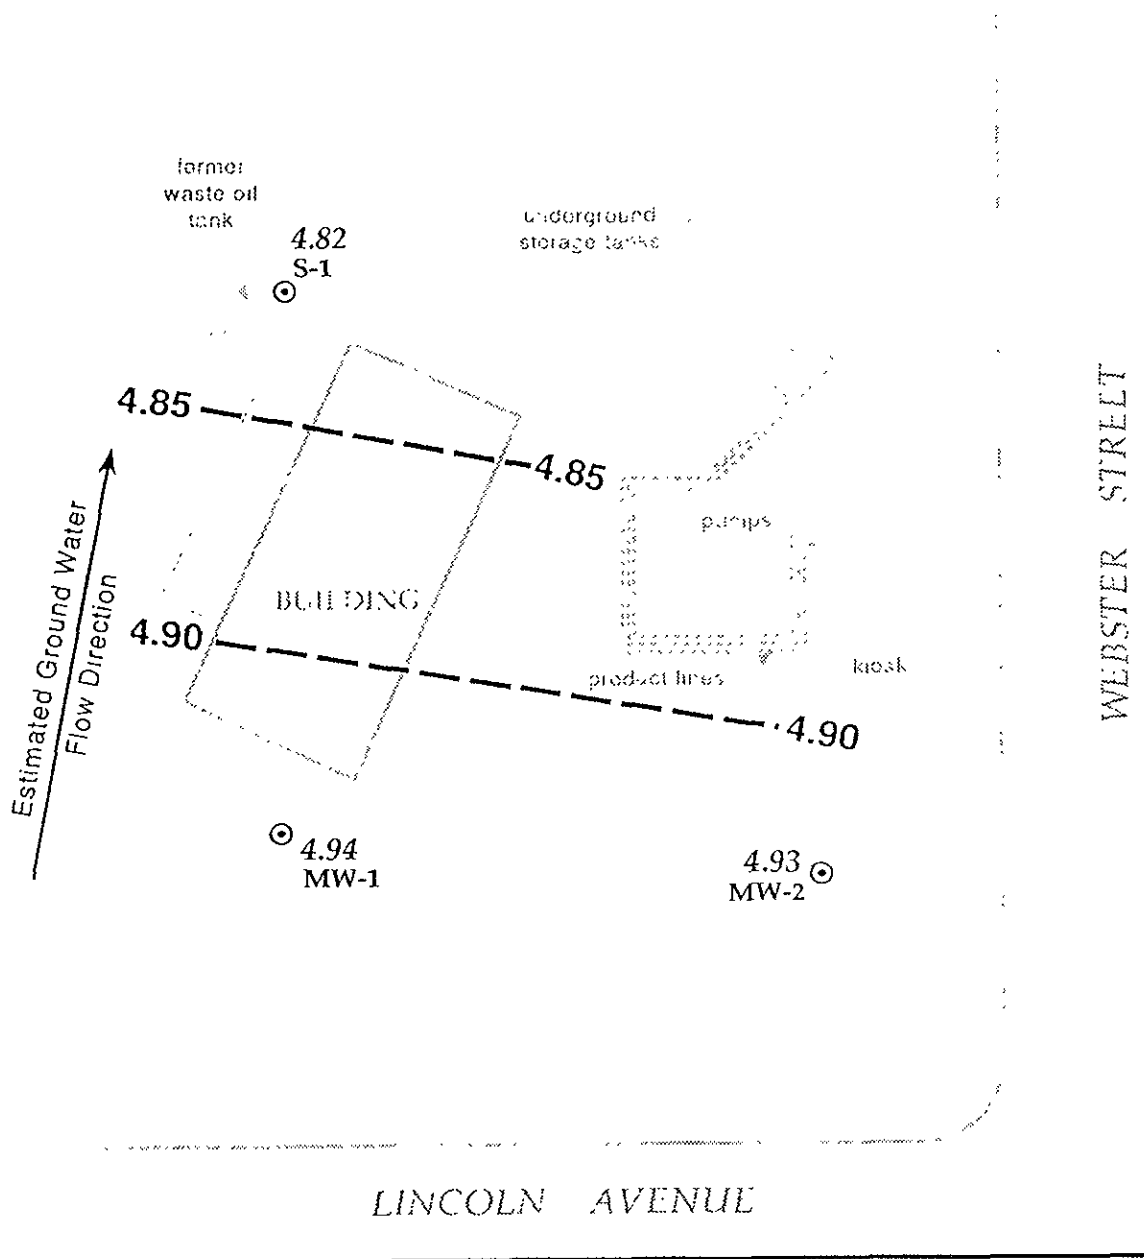 former
waste oil
tank
4.82
S-1
underground
storage tanks
4.85
4.85
pumps
Estimated Ground Water
Flow Direction
BUILDING
4.90
product lines
kiosk
4.90
4.94
MW-1
4.93
MW-2
WEBSTER STREET
LINCOLN AVENUE